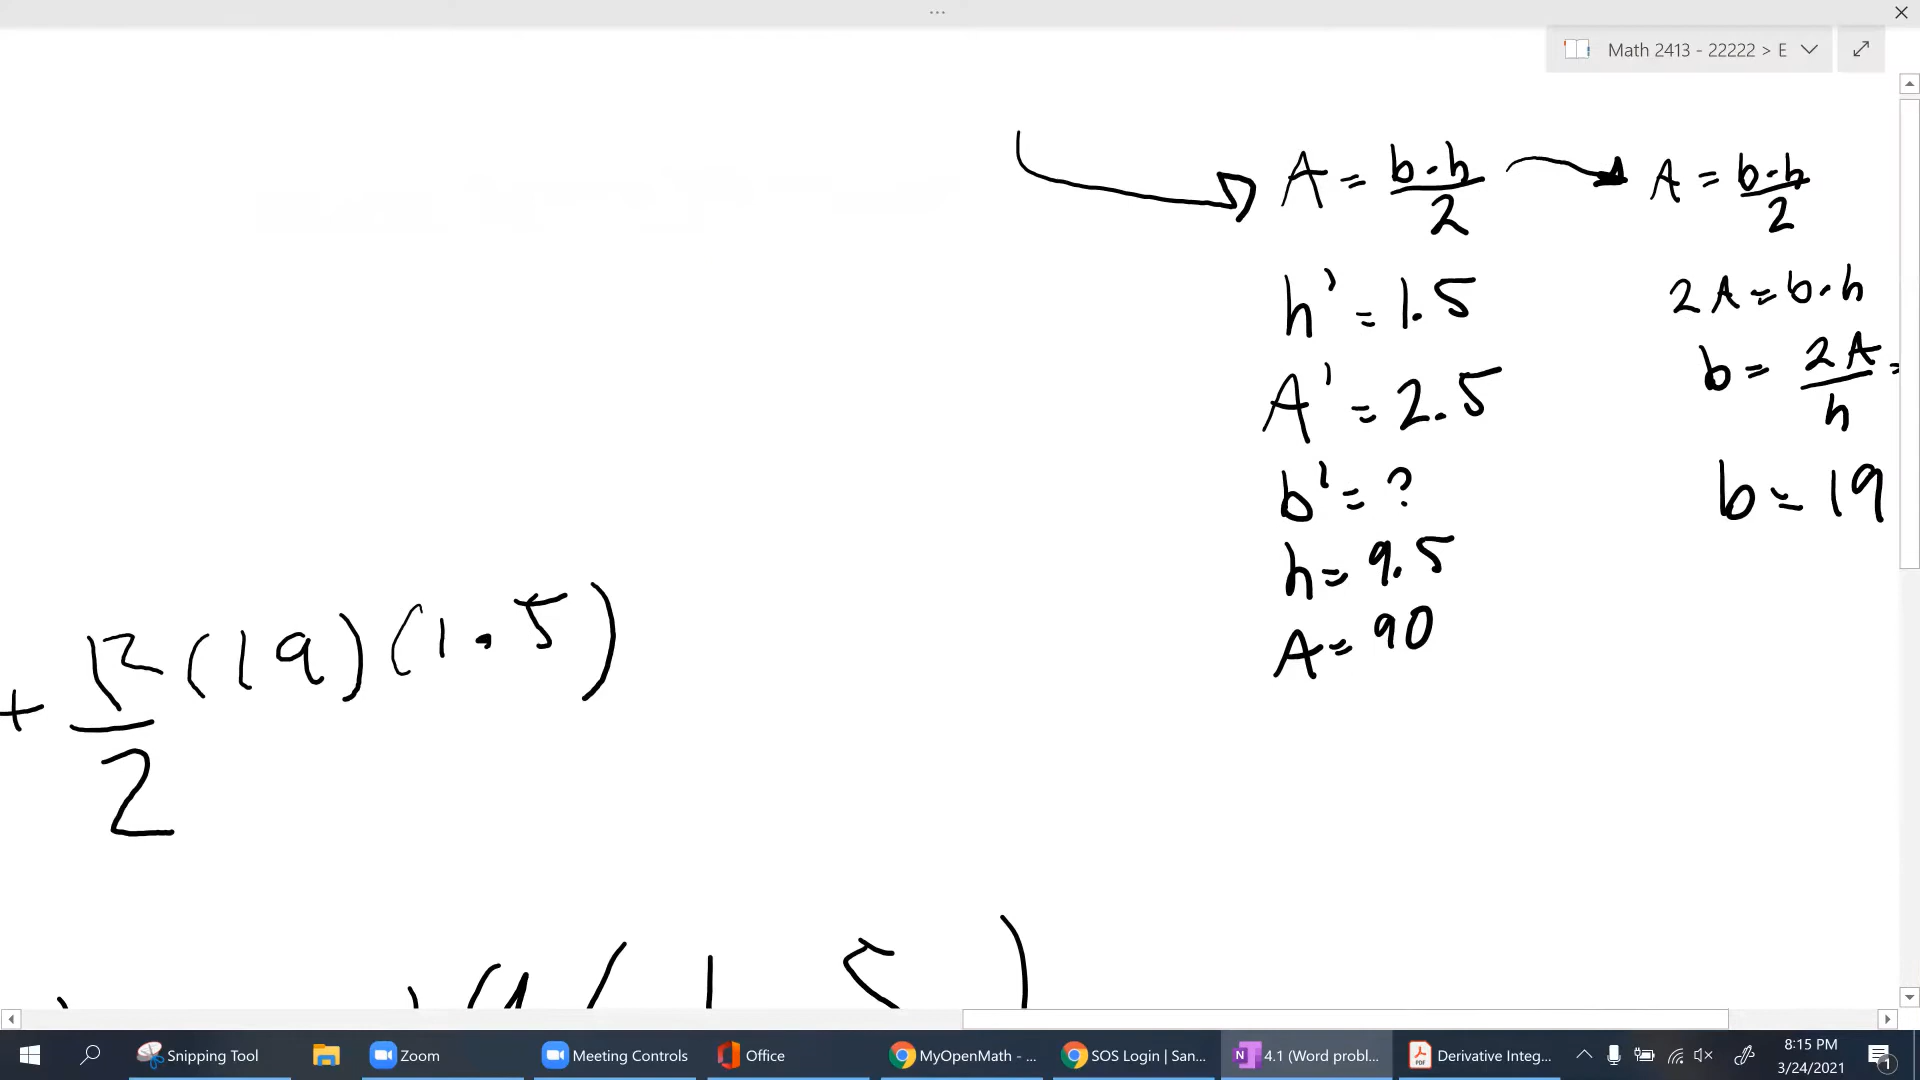 Math 2413 - 22222 > E
A = b·h/2
A = b·h/2
h' = 1.5
2A = b·h
A' = 2.5
b = 2A/h =
b' = ?
b = 19
h = 9.5
A = 90
+ (19)(1.5)
2
Snipping Tool
Zoom
Meeting Controls
Office
MyOpenMath - ...
SOS Login | San...
4.1 (Word probl...
Derivative Integ...
8:15 PM
3/24/2021
1